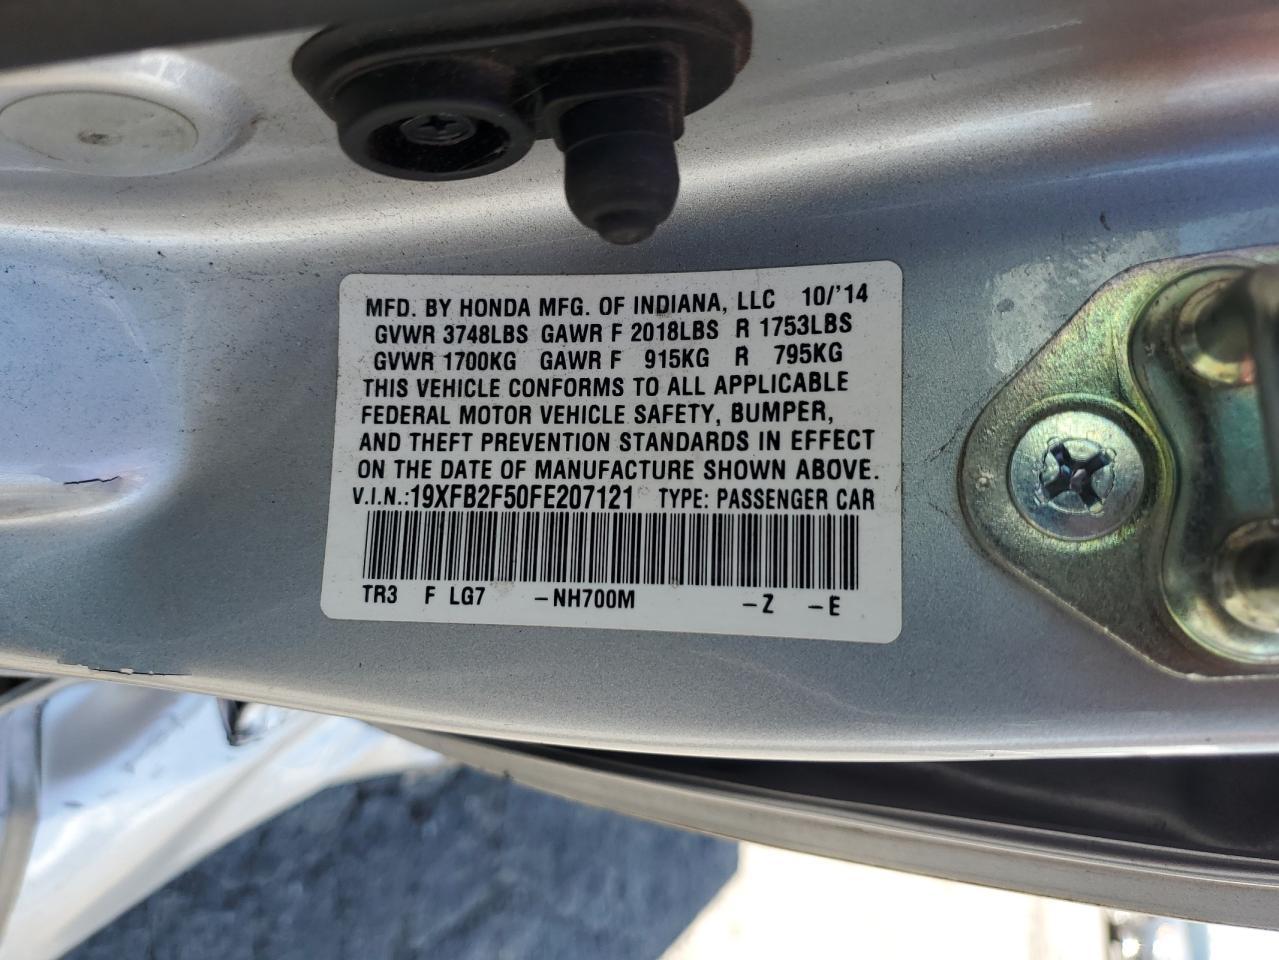 MFD. BY HONDA MFG. OF INDIANA, LLC 10/'14
GVWR 3748LBS GAWR F 2018LBS R 1753LBS
GVWR 1700KG GAWR F 915KG R 795KG
THIS VEHICLE CONFORMS TO ALL APPLICABLE
FEDERAL MOTOR VEHICLE SAFETY, BUMPER,
AND THEFT PREVENTION STANDARDS IN EFFECT
ON THE DATE OF MANUFACTURE SHOWN ABOVE.
V.I.N.:19XFB2F50FE207121 TYPE: PASSENGER CAR
TR3 F LG7 -NH700M -Z -E